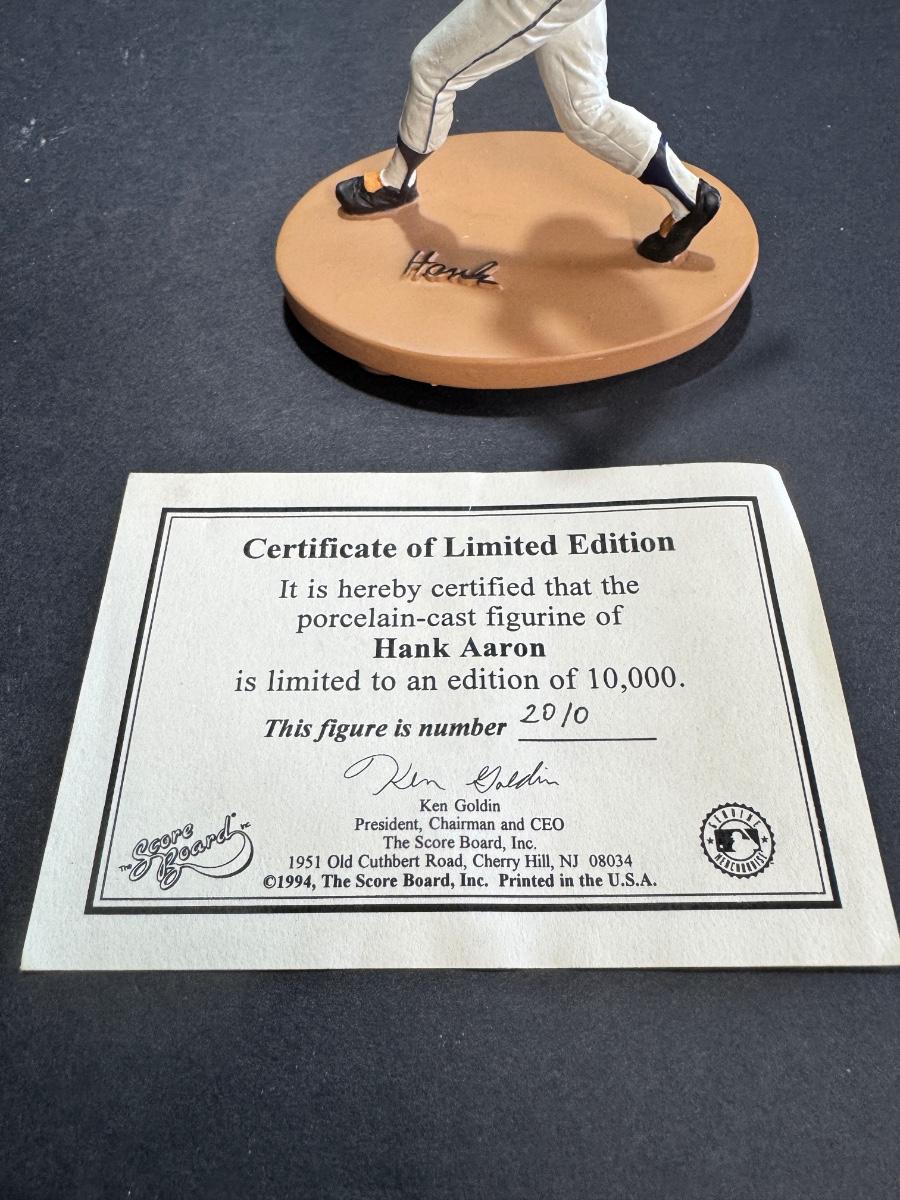 Hank
Certificate of Limited Edition
It is hereby certified that the
porcelain-cast figurine of
Hank Aaron
is limited to an edition of 10,000.
This figure is number 2010
Ken Goldin
Ken Goldin
President, Chairman and CEO
The Score Board, Inc.
1951 Old Cuthbert Road, Cherry Hill, NJ 08034
©1994, The Score Board, Inc. Printed in the U.S.A.
The Score Board Inc
GENUINE
MERCHANDISE